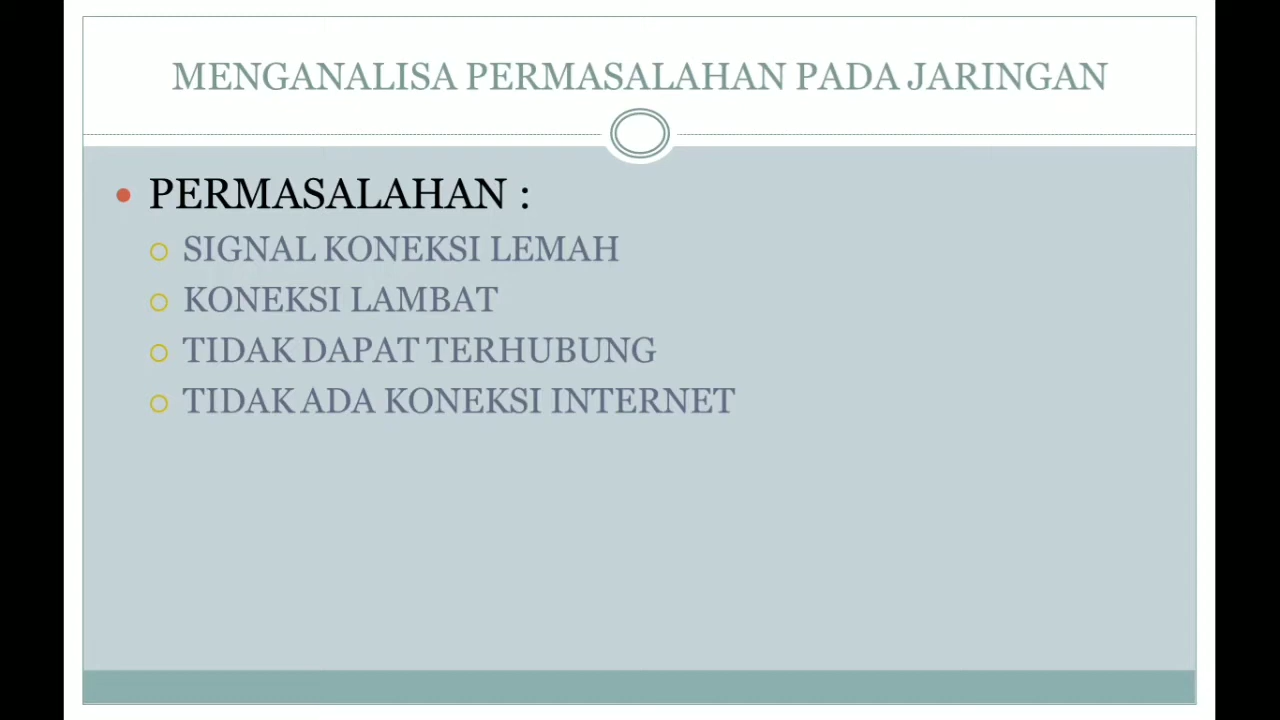 MENGANALISA PERMASALAHAN PADA JARINGAN
PERMASALAHAN :
SIGNAL KONEKSI LEMAH
KONEKSI LAMBAT
TIDAK DAPAT TERHUBUNG
TIDAK ADA KONEKSI INTERNET